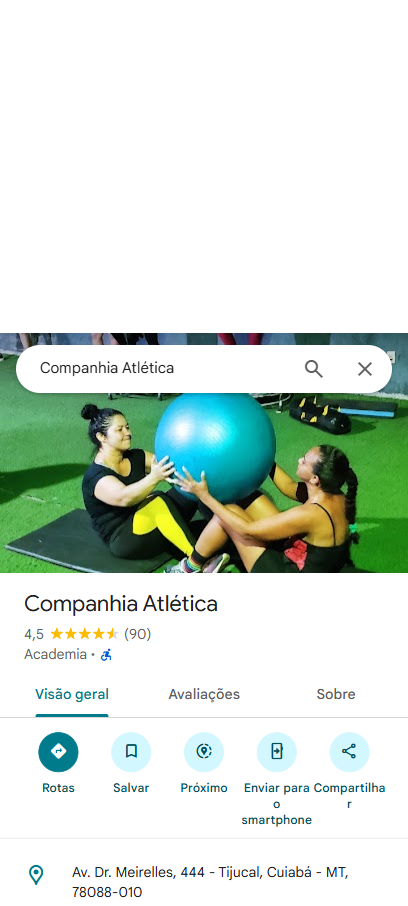 Companhia Atlética
Companhia Atlética
4,5 (90)
Academia ·
Visão geral Avaliações Sobre
Rotas Salvar Próximo Enviar para o smartphone Compartilhar
Av. Dr. Meirelles, 444 - Tijucal, Cuiabá - MT,
78088-010